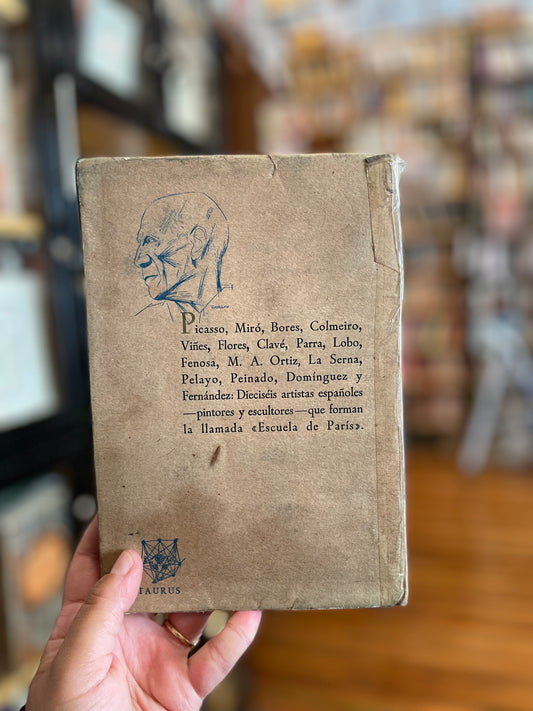 Picasso, Miró, Bores, Colmeiro,
Viñes, Flores, Clavé, Parra, Lobo,
Fenosa, M. A. Ortiz, La Serna,
Pelayo, Peinado, Domínguez y
Fernández: Dieciséis artistas españoles
—pintores y escultores—que forman
la llamada «Escuela de París».
TAURUS